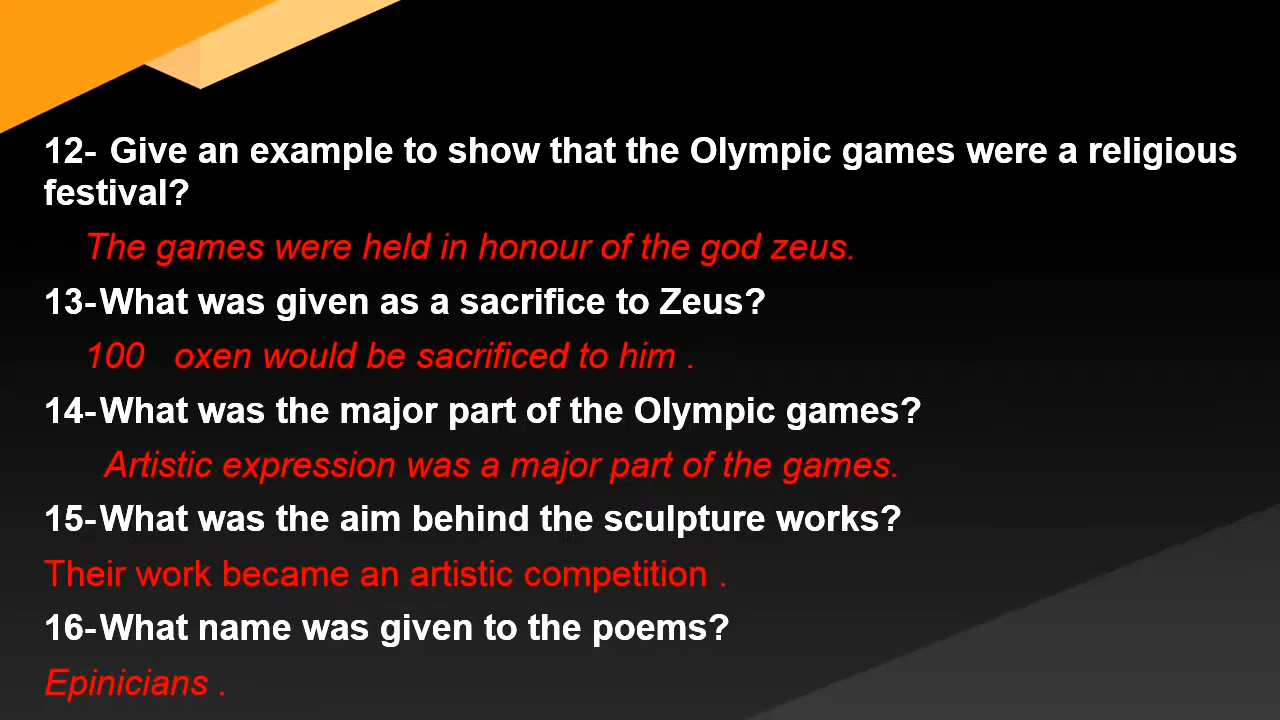 12- Give an example to show that the Olympic games were a religious
festival?
The games were held in honour of the god zeus.
13-What was given as a sacrifice to Zeus?
100 oxen would be sacrificed to him .
14-What was the major part of the Olympic games?
Artistic expression was a major part of the games.
15-What was the aim behind the sculpture works?
Their work became an artistic competition .
16-What name was given to the poems?
Epinicians .